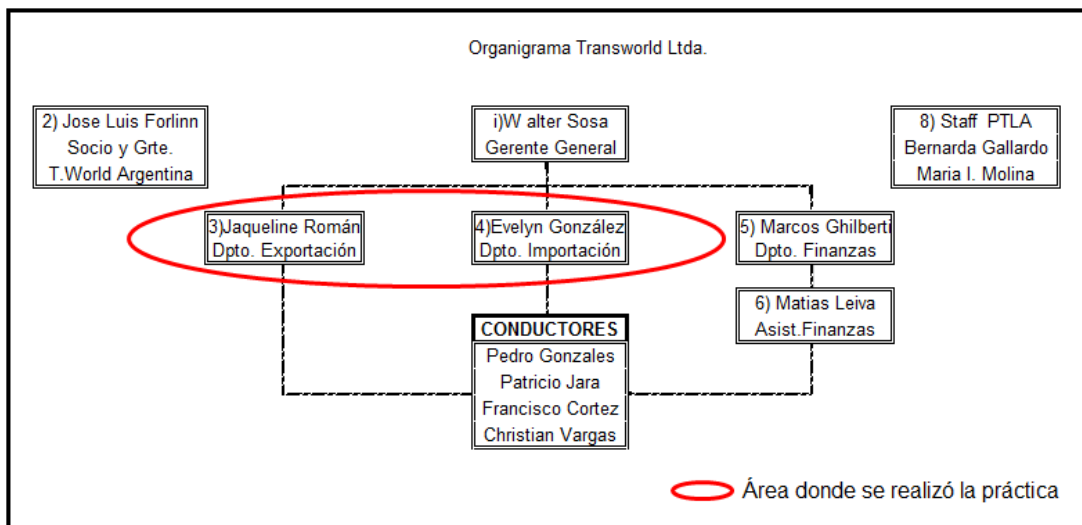 Organigrama Transworld Ltda.
2) Jose Luis Forlinn
Socio y Grte.
T.World Argentina
i)W alter Sosa
Gerente General
8) Staff PTLA
Bernarda Gallardo
Maria I. Molina
3)Jaqueline Román
Dpto. Exportación
4)Evelyn González
Dpto. Importación
5) Marcos Ghilberti
Dpto. Finanzas
6) Matias Leiva
Asist.Finanzas
CONDUCTORES
Pedro Gonzales
Patricio Jara
Francisco Cortez
Christian Vargas
Área donde se realizó la práctica